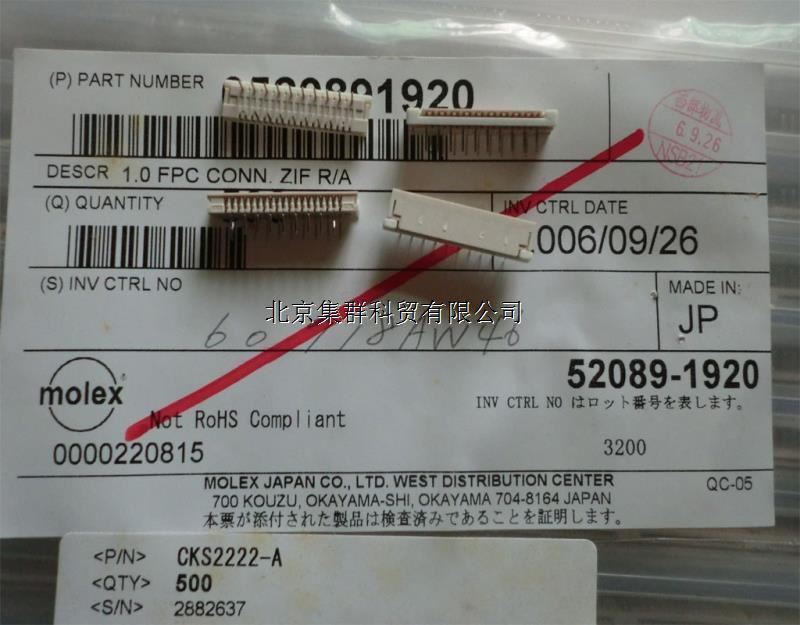 (P) PART NUMBER
0520891920
DESCR 1.0 FPC CONN. ZIF R/A
(Q) QUANTITY
INV CTRL DATE
006/09/26
6.9.26
(S) INV CTRL NO
MADE IN:
JP
北京集群科贸有限公司
molex
Not RoHS Compliant
52089-1920
INV CTRL NO はロット番号を表します。
0000220815
3200
MOLEX JAPAN CO., LTD. WEST DISTRIBUTION CENTER
QC-05
700 KOUZU, OKAYAMA-SHI, OKAYAMA 704-8164 JAPAN
本票が添付された製品は検査済みであることを証明します。
<P/N> CKS2222-A
<QTY> 500
<S/N> 2882637